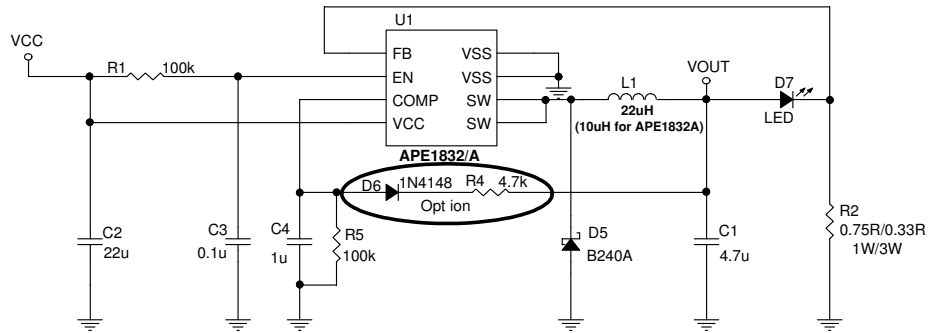 U1
VCC
R1 100k
FB VSS
EN VSS
COMP SW
VCC SW
APE1832/A
L1
22uH
(10uH for APE1832A)
VOUT
D7
LED
D6 1N4148 R4 4.7k
Opt ion
C2
22u
C3
0.1u
C4
1u
R5
100k
D5
B240A
C1
4.7u
R2
0.75R/0.33R
1W/3W